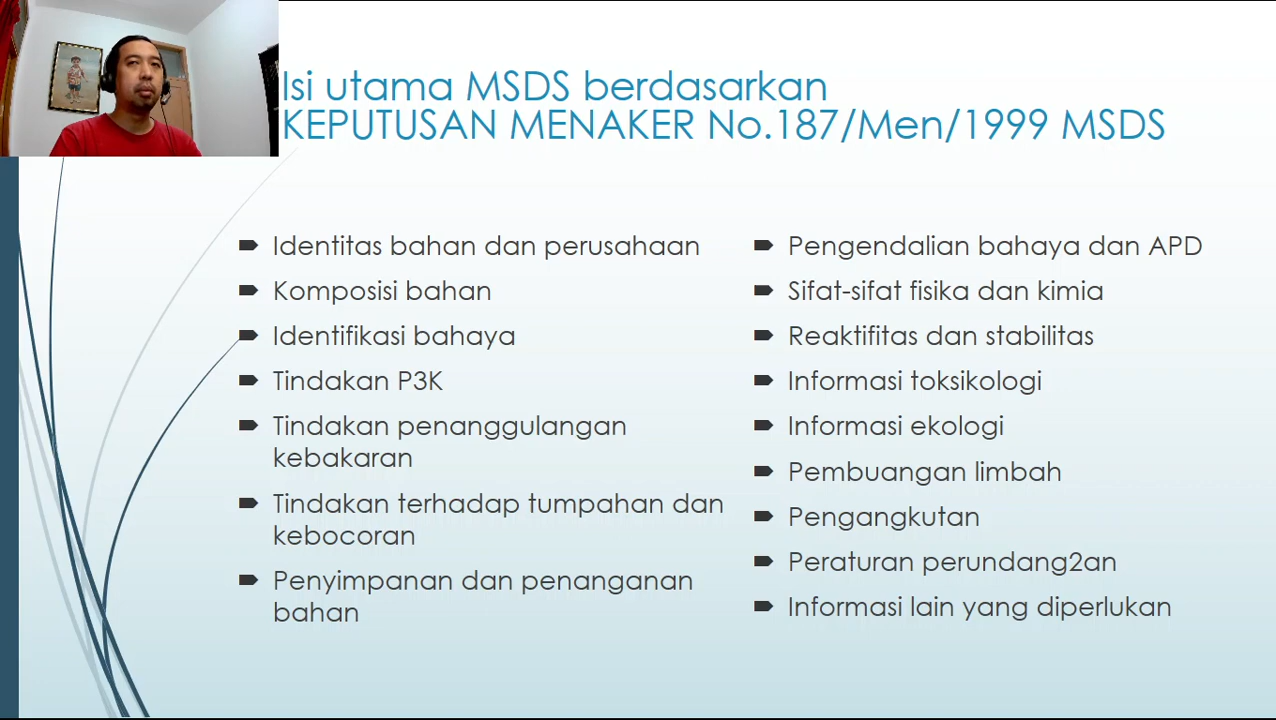 Isi utama MSDS berdasarkan
KEPUTUSAN MENAKER No.187/Men/1999 MSDS
Identitas bahan dan perusahaan
Komposisi bahan
Identifikasi bahaya
Tindakan P3K
Tindakan penanggulangan
kebakaran
Tindakan terhadap tumpahan dan
kebocoran
Penyimpanan dan penanganan
bahan
Pengendalian bahaya dan APD
Sifat-sifat fisika dan kimia
Reaktifitas dan stabilitas
Informasi toksikologi
Informasi ekologi
Pembuangan limbah
Pengangkutan
Peraturan perundang2an
Informasi lain yang diperlukan